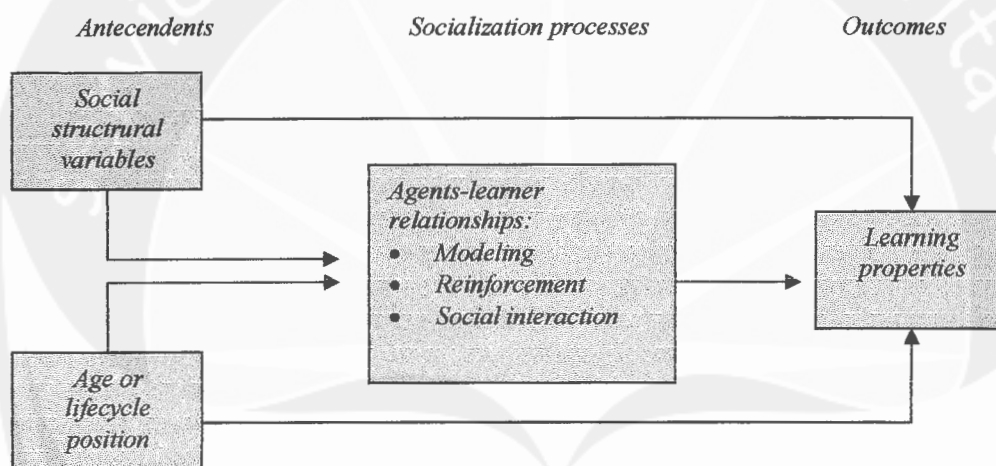 Antecendents Socialization processes Outcomes
Social
structrural
variables
Agents-learner
relationships:
• Modeling
• Reinforcement
• Social interaction
Learning
properties
Age or
lifecycle
position